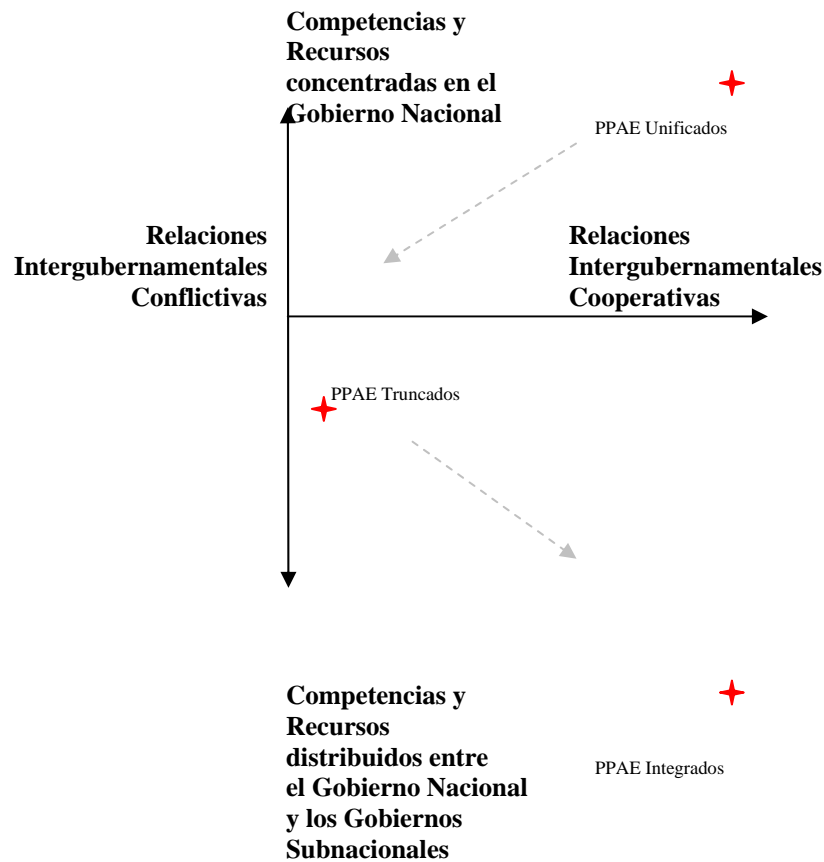 Competencias y
Recursos
concentradas en el
Gobierno Nacional
PPAE Unificados
Relaciones
Intergubernamentales
Conflictivas
Relaciones
Intergubernamentales
Cooperativas
PPAE Truncados
Competencias y
Recursos
distribuidos entre
el Gobierno Nacional
y los Gobiernos
Subnacionales
PPAE Integrados